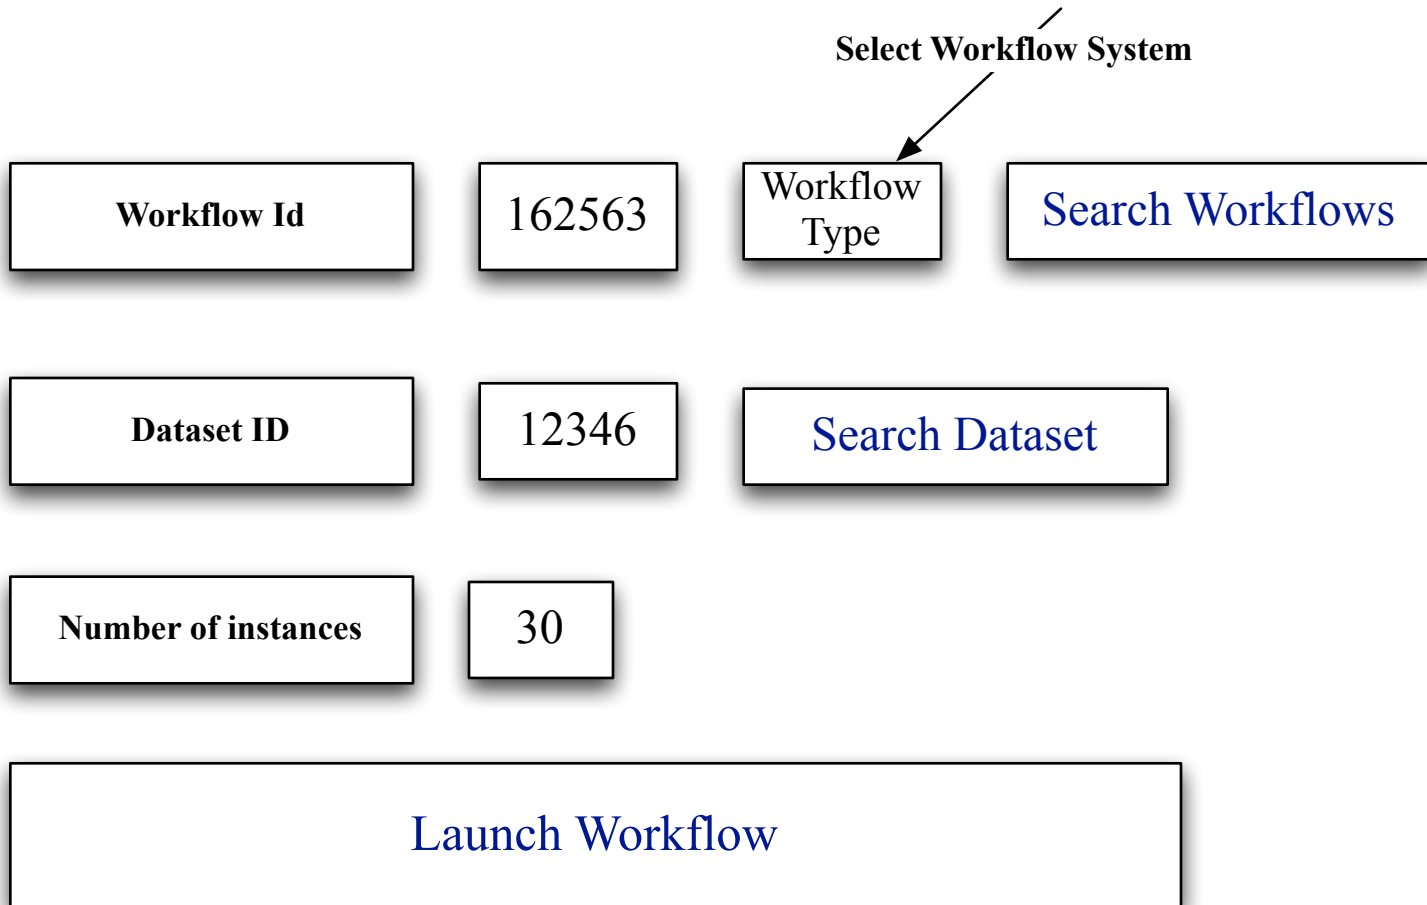 Select Workflow System
Workflow Id
162563
Workflow
Type
Search Workflows
Dataset ID
12346
Search Dataset
Number of instances
30
Launch Workflow